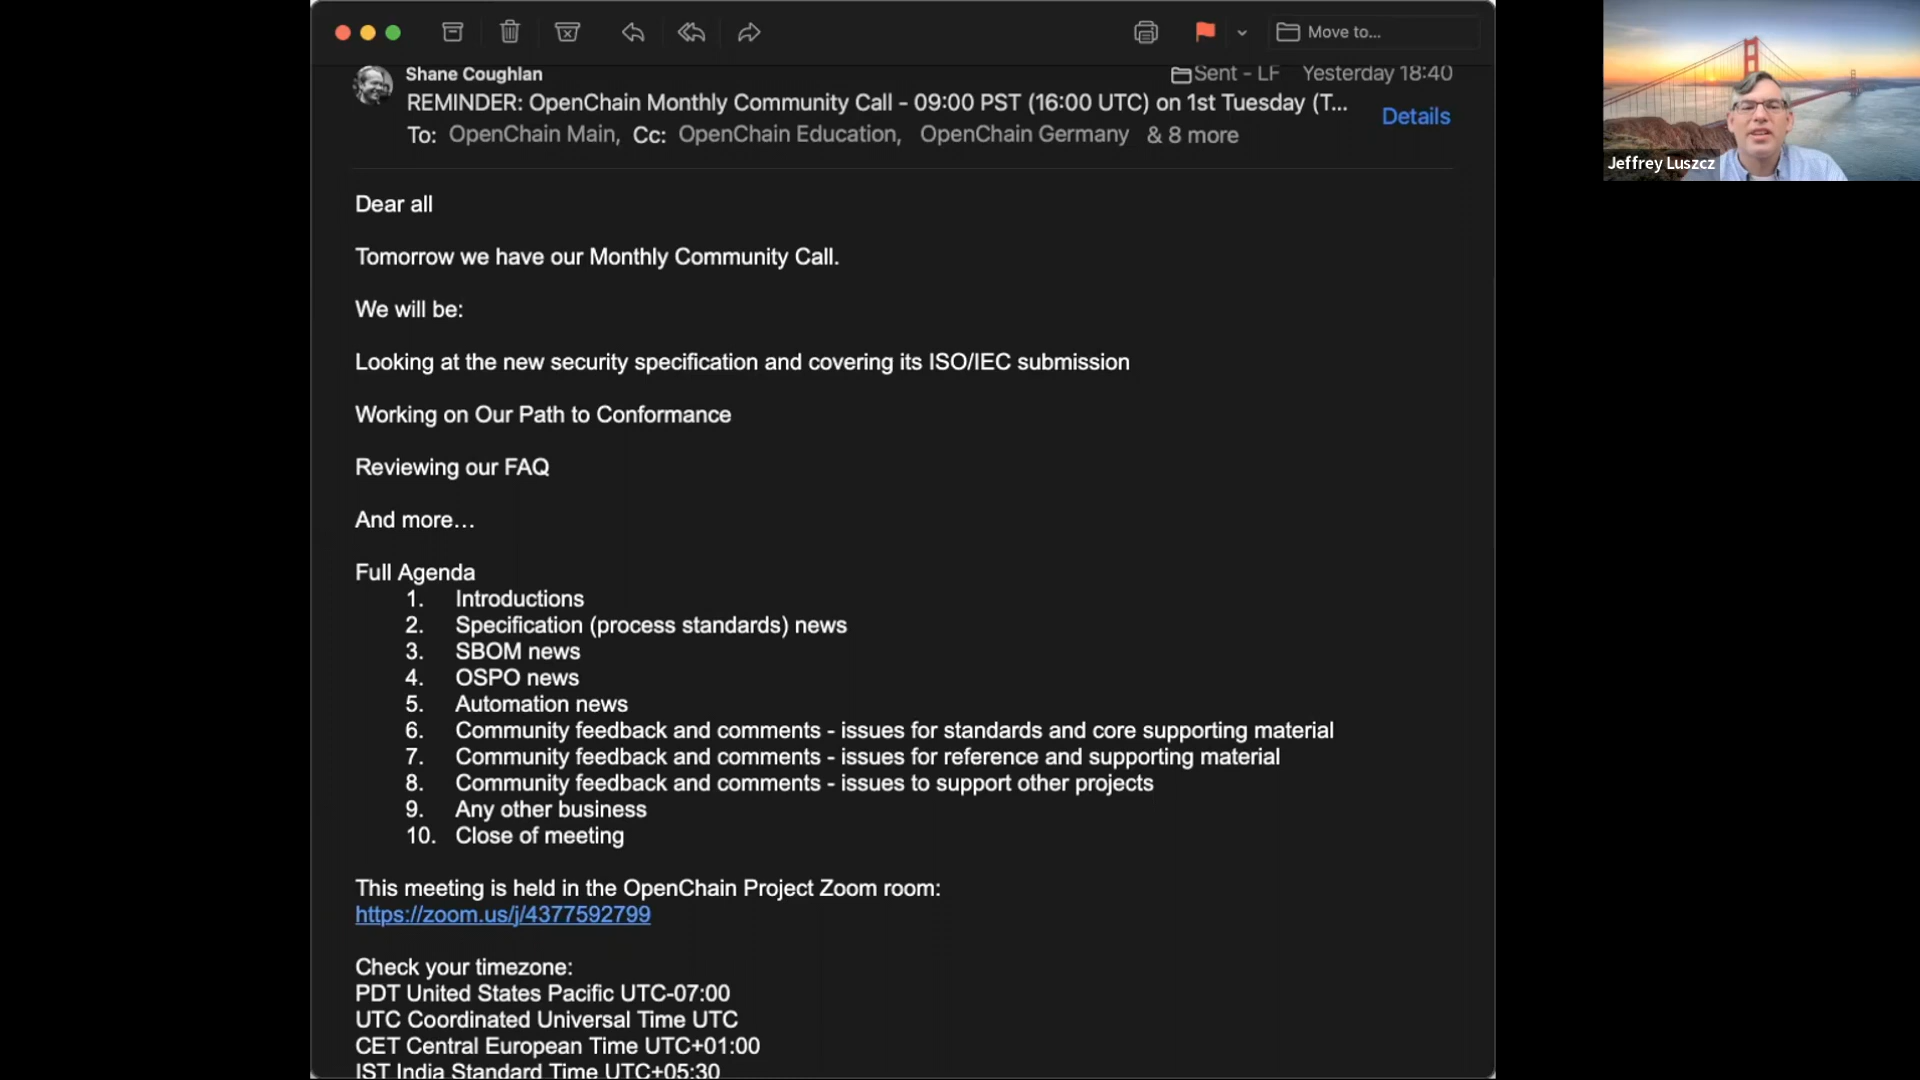 Move to...
Shane Coughlan
Sent - LF Yesterday 18:40
REMINDER: OpenChain Monthly Community Call - 09:00 PST (16:00 UTC) on 1st Tuesday (T...
Details
To: OpenChain Main, Cc: OpenChain Education, OpenChain Germany & 8 more
Jeffrey Luszcz
Dear all
Tomorrow we have our Monthly Community Call.
We will be:
Looking at the new security specification and covering its ISO/IEC submission
Working on Our Path to Conformance
Reviewing our FAQ
And more…
Full Agenda
1. Introductions
2. Specification (process standards) news
3. SBOM news
4. OSPO news
5. Automation news
6. Community feedback and comments - issues for standards and core supporting material
7. Community feedback and comments - issues for reference and supporting material
8. Community feedback and comments - issues to support other projects
9. Any other business
10. Close of meeting
This meeting is held in the OpenChain Project Zoom room:
https://zoom.us/j/4377592799
Check your timezone:
PDT United States Pacific UTC-07:00
UTC Coordinated Universal Time UTC
CET Central European Time UTC+01:00
IST India Standard Time UTC+05:30